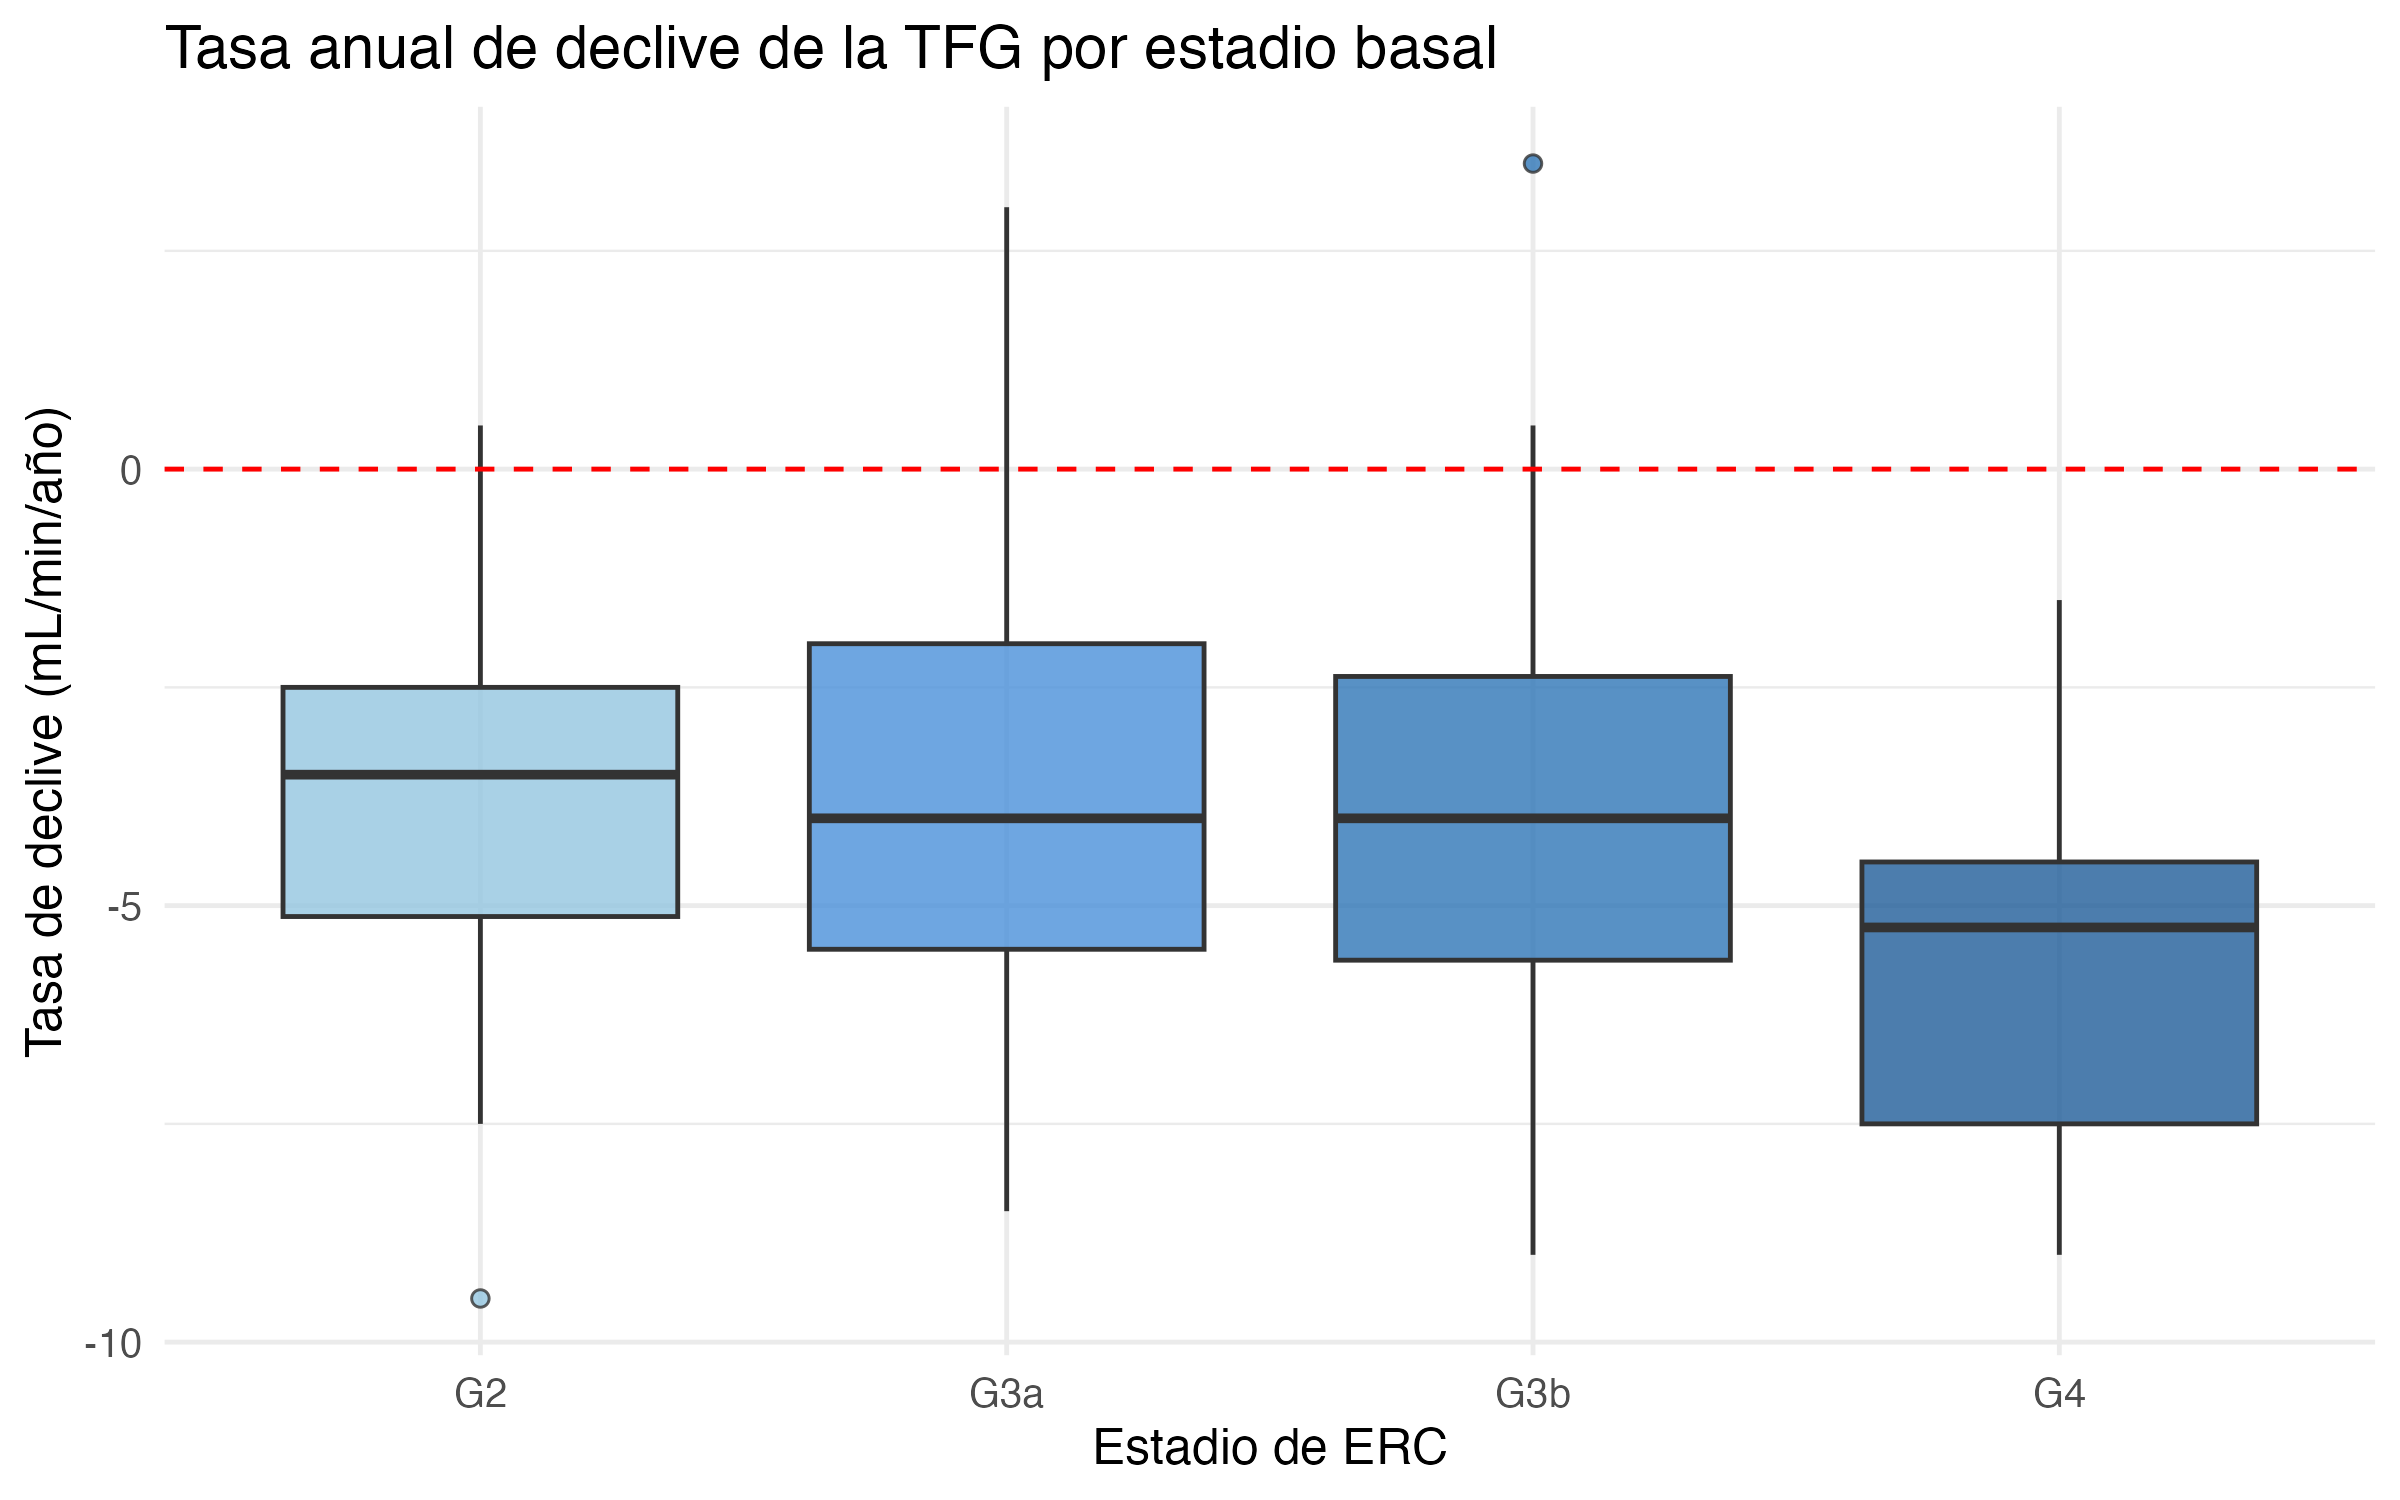 Tasa anual de declive de la TFG por estadio basal
Tasa de declive (mL/min/año)
0
-5
-10
G2
G3a
G3b
G4
Estadio de ERC